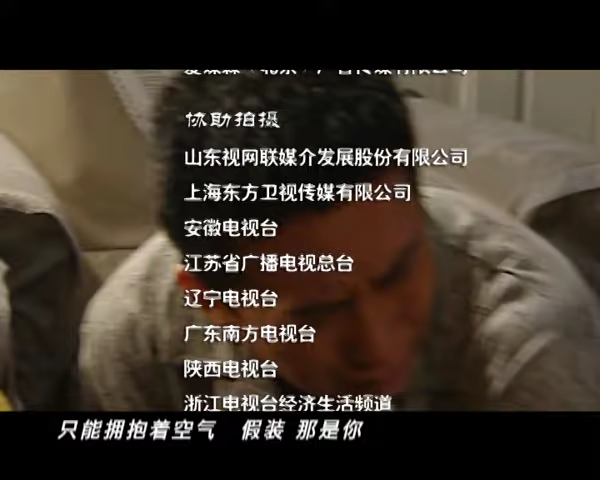 协助拍摄
山东视网联媒介发展股份有限公司
上海东方卫视传媒有限公司
安徽电视台
江苏省广播电视总台
辽宁电视台
广东南方电视台
陕西电视台
浙江电视台经济生活频道
只能拥抱着空气 假装 那是你